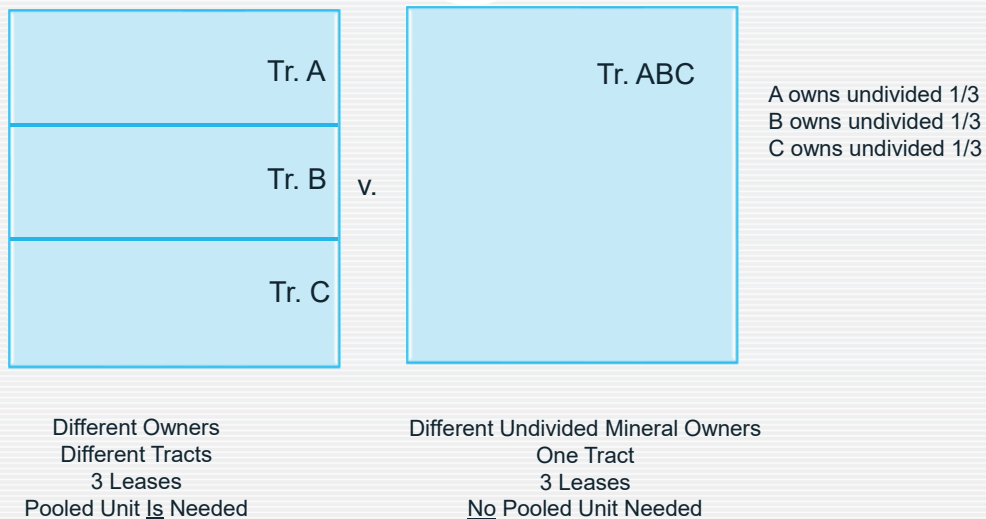 Tr. A
Tr. B
Tr. C
v.
Tr. ABC
A owns undivided 1/3
B owns undivided 1/3
C owns undivided 1/3
Different Owners
Different Tracts
3 Leases
Pooled Unit Is Needed
Different Undivided Mineral Owners
One Tract
3 Leases
No Pooled Unit Needed